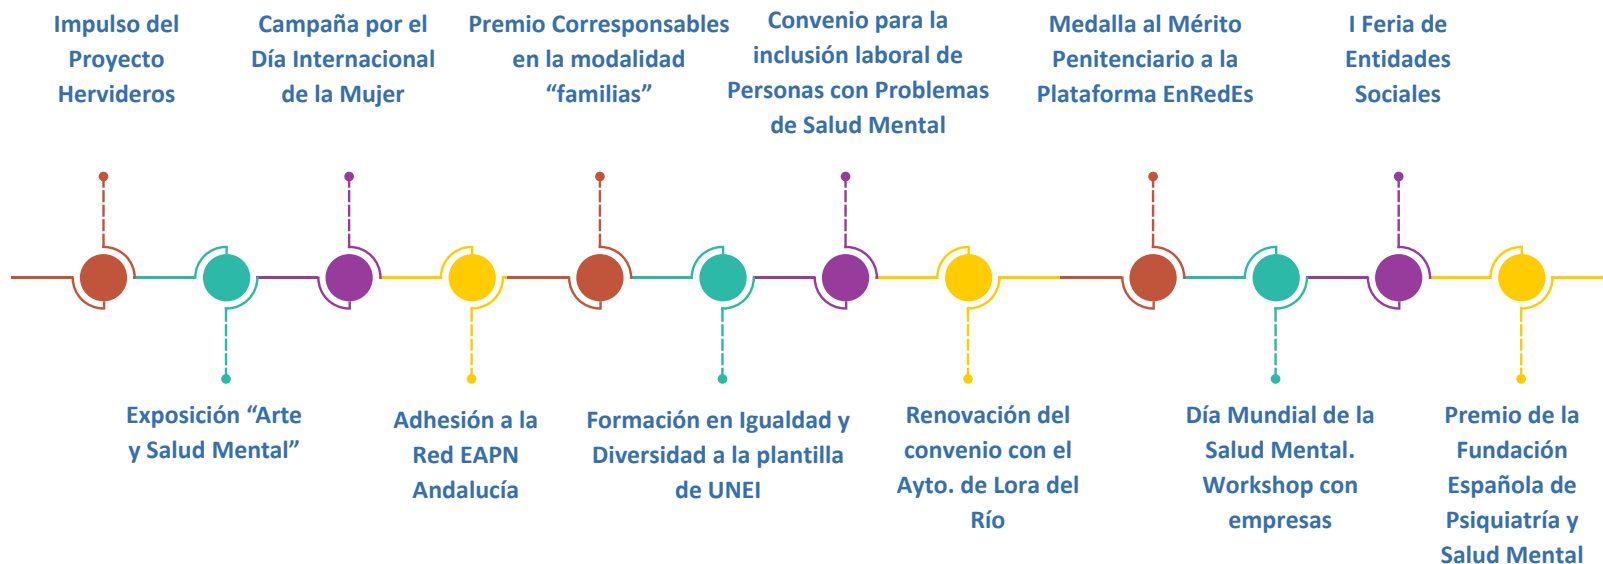 Impulso del
Proyecto
Hervideros
Campaña por el
Día Internacional
de la Mujer
Premio Corresponsables
en la modalidad
“familias”
Convenio para la
inclusión laboral de
Personas con Problemas
de Salud Mental
Medalla al Mérito
Penitenciario a la
Plataforma EnRedEs
I Feria de
Entidades
Sociales
Exposición “Arte
y Salud Mental”
Adhesión a la
Red EAPN
Andalucía
Formación en Igualdad y
Diversidad a la plantilla
de UNEI
Renovación del
convenio con el
Ayto. de Lora del
Río
Día Mundial de la
Salud Mental.
Workshop con
empresas
Premio de la
Fundación
Española de
Psiquiatría y
Salud Mental